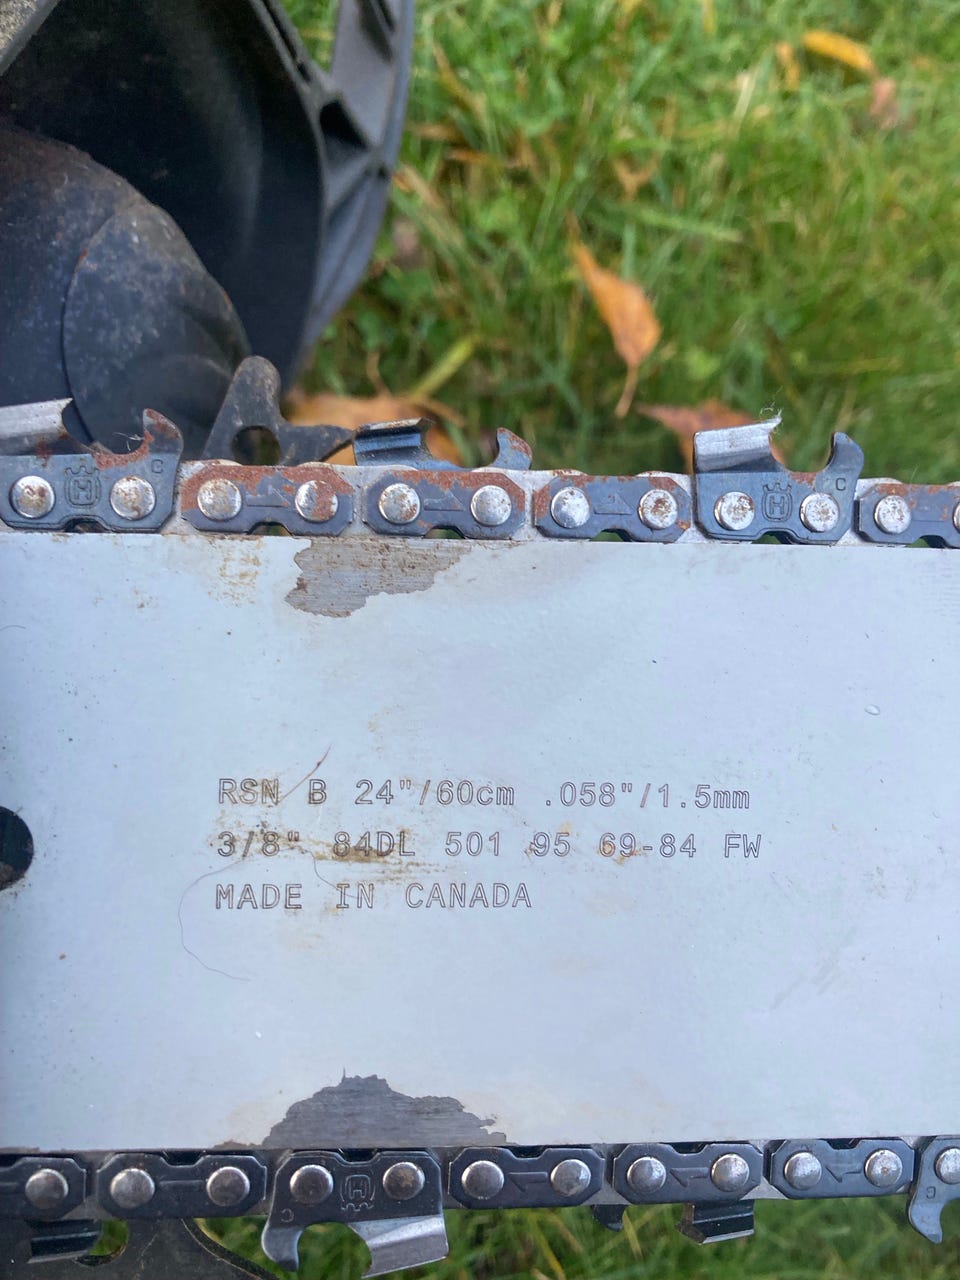 C
H
H
C
RSN B 24"/60cm .058"/1.5mm
3/8" 84DL 501 95 69-84 FW
MADE IN CANADA
H
C
C